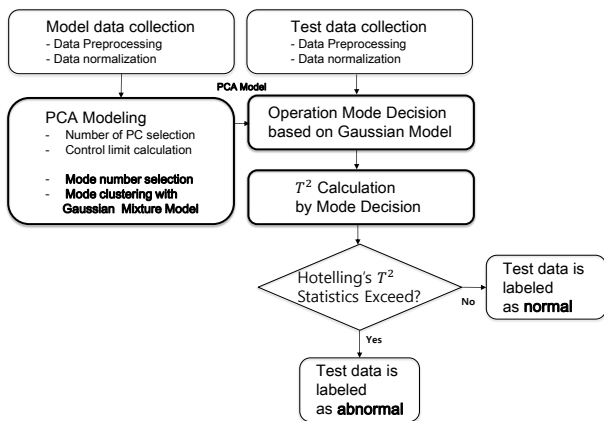 Model data collection
- Data Preprocessing
- Data normalization
Test data collection
- Data Preprocessing
- Data normalization
PCA Model
PCA Modeling
- Number of PC selection
- Control limit calculation
- Mode number selection
- Mode clustering with
Gaussian Mixture Model
Operation Mode Decision
based on Gaussian Model
T² Calculation
by Mode Decision
Hotelling's T²
Statistics Exceed?
No
Test data is
labeled
as normal
Yes
Test data is
labeled
as abnormal